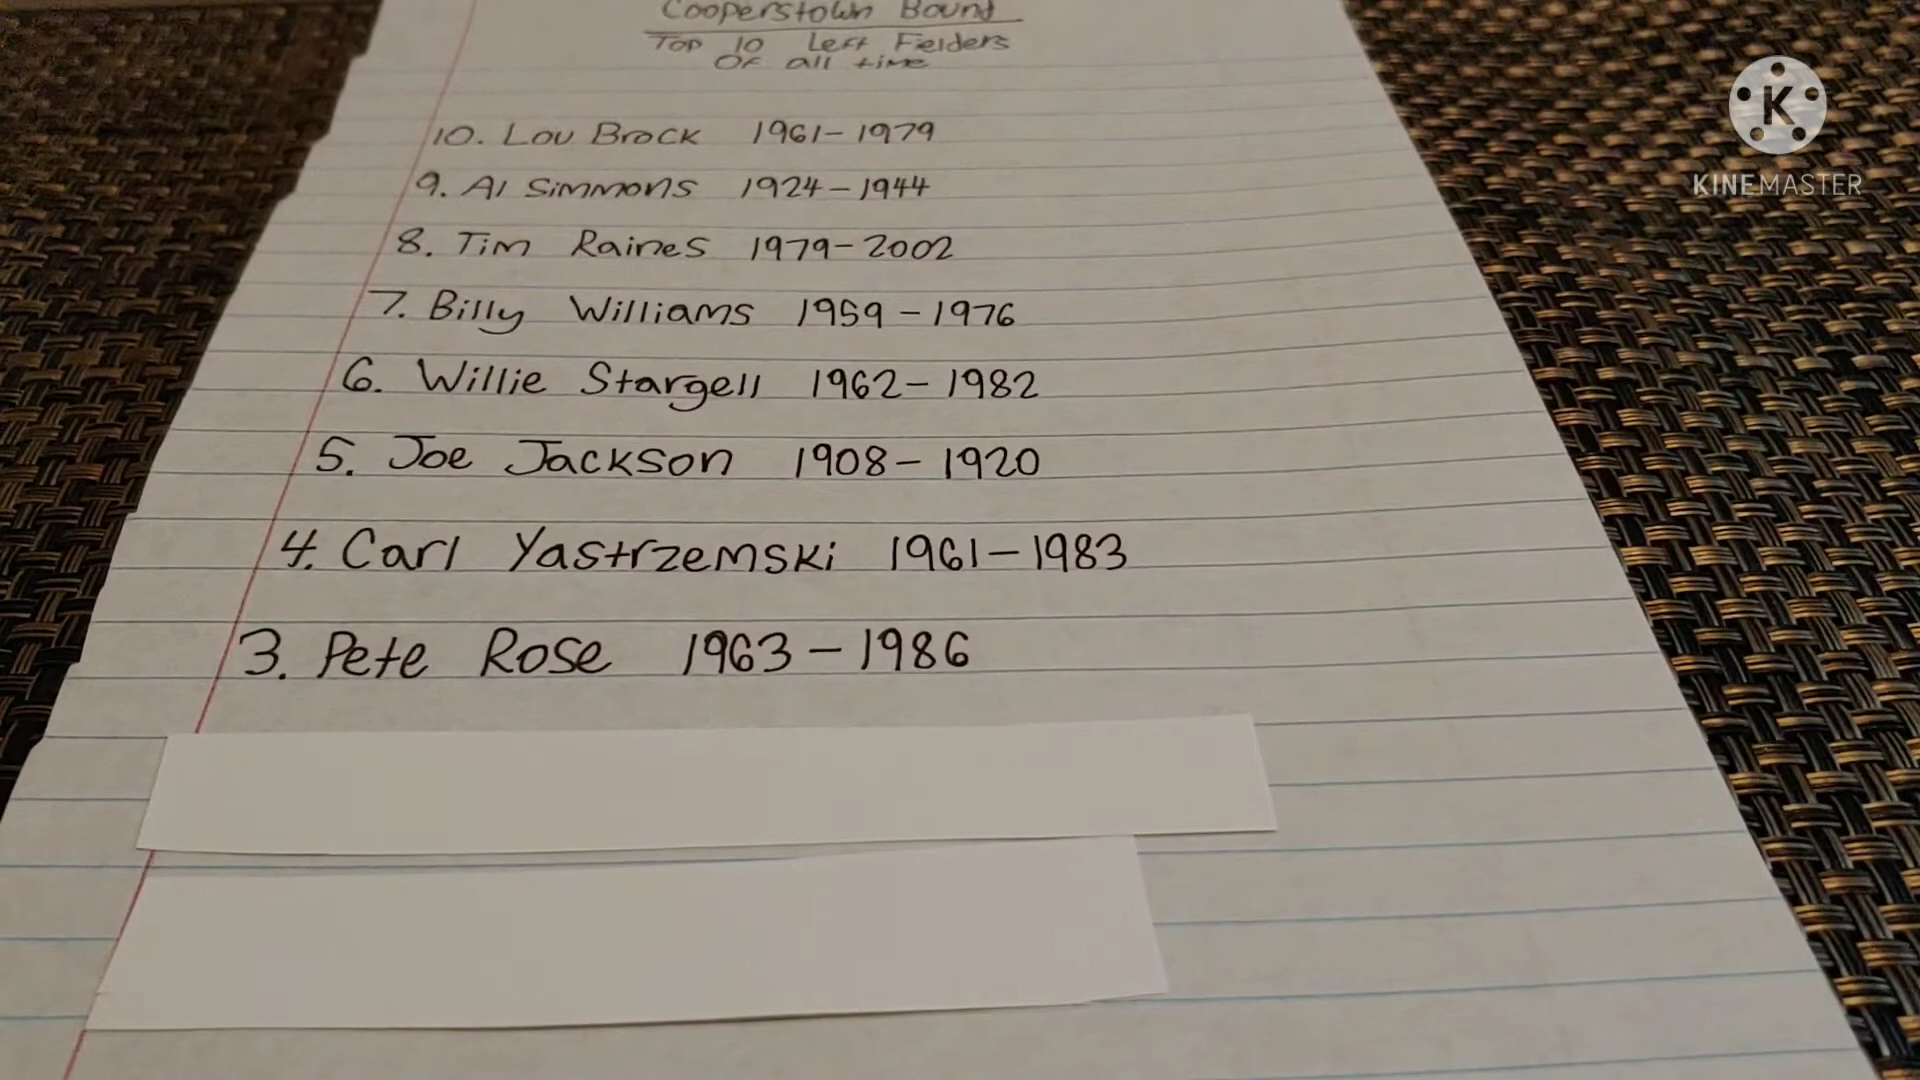 Cooperstown Bound
Top 10 Left Fielders
Of all time
10. Lou Brock 1961-1979
9. Al Simmons 1924-1944
8. Tim Raines 1979-2002
7. Billy Williams 1959-1976
6. Willie Stargell 1962-1982
5. Joe Jackson 1908-1920
4. Carl Yastrzemski 1961-1983
3. Pete Rose 1963-1986
K
KINEMASTER